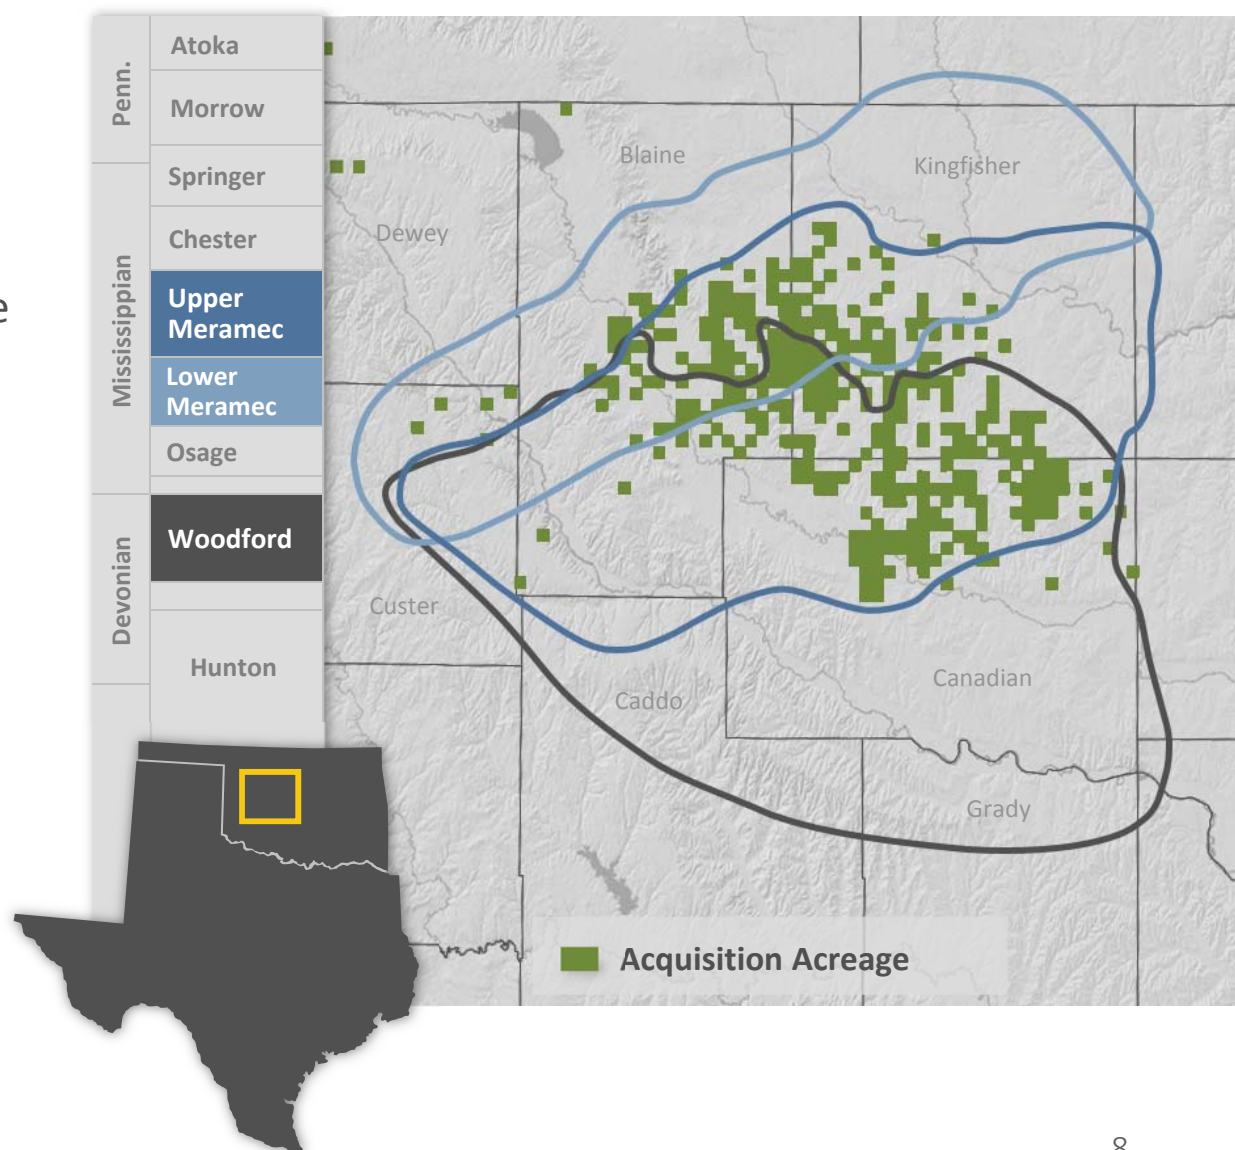 Penn.
Mississippian
Devonian
Atoka
Morrow
Springer
Chester
Upper
Meramec
Lower
Meramec
Osage
Woodford
Hunton
e
Blaine
Kingfisher
Dewey
Custer
Caddo
Canadian
Grady
Acquisition Acreage
8